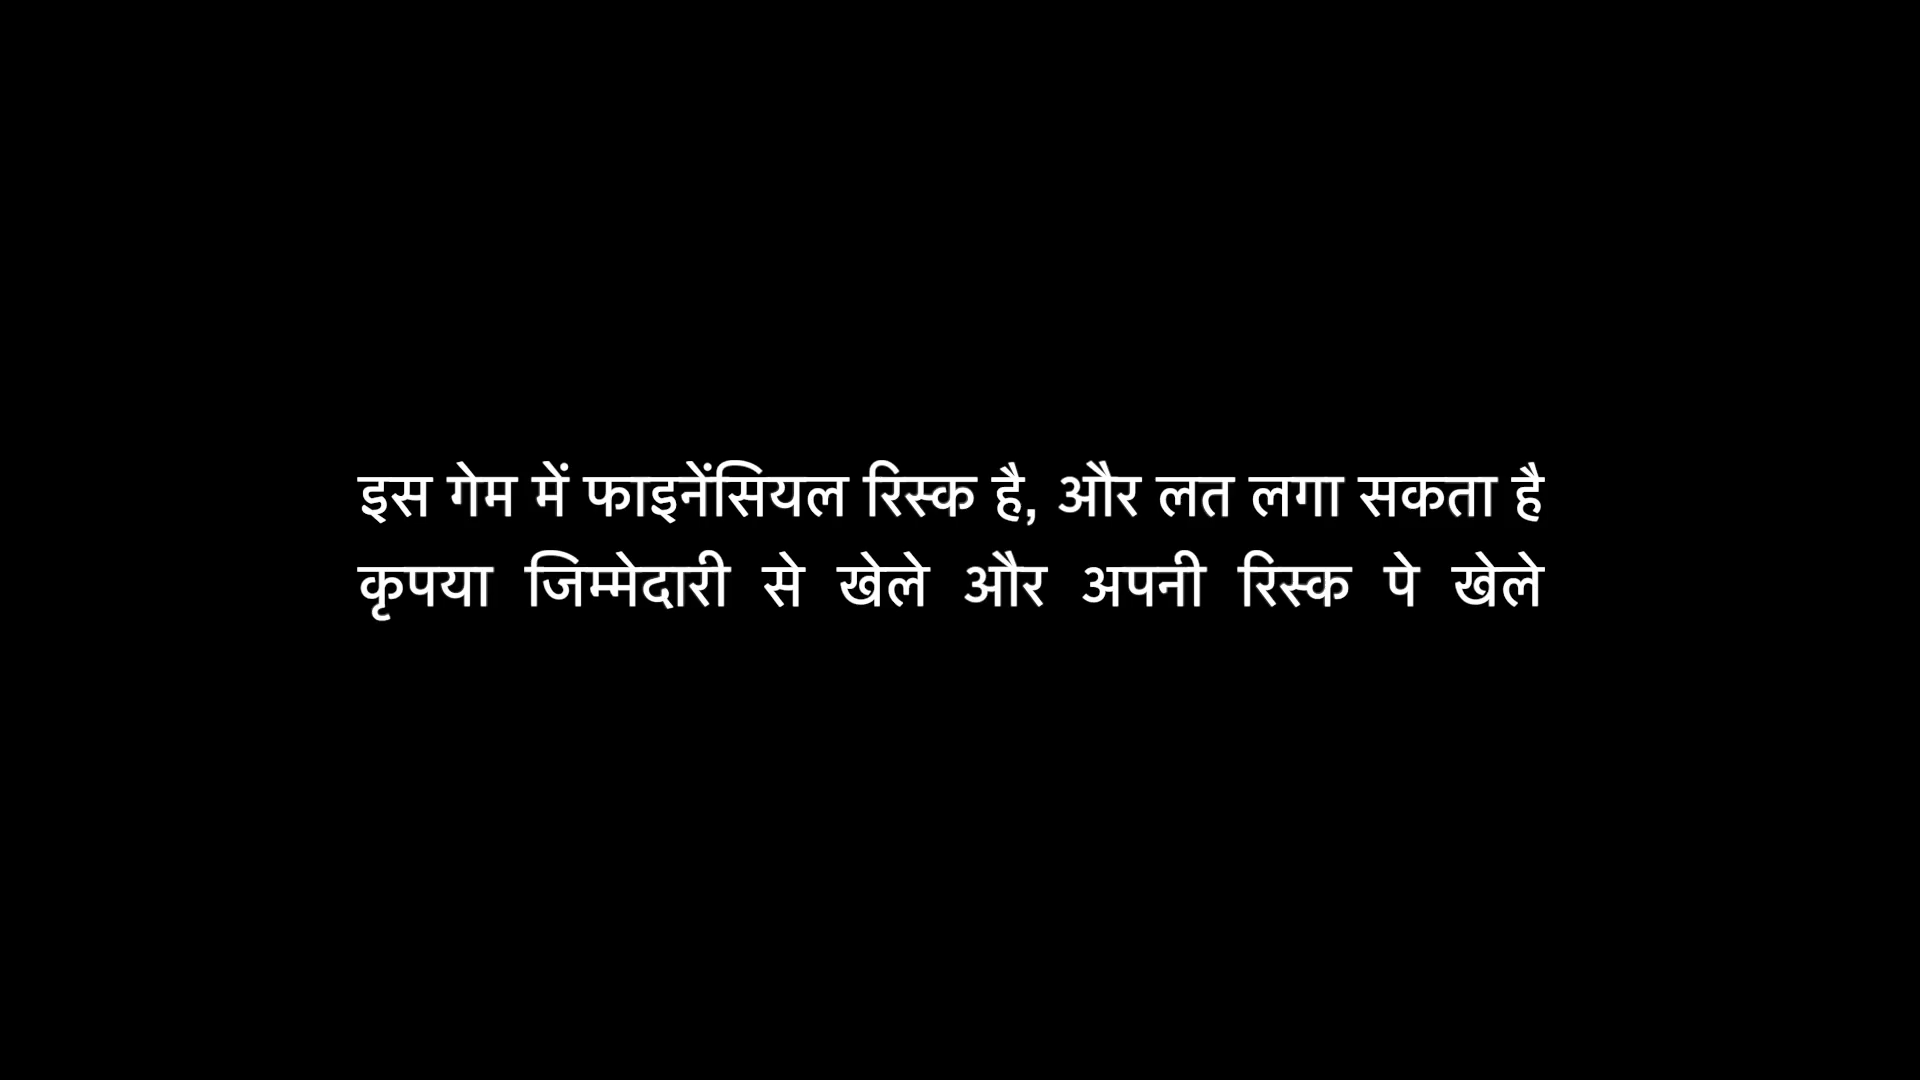 इस गेम में फाइनेंसियल रिस्क है, और लत लगा सकता है
कृपया जिम्मेदारी से खेले और अपनी रिस्क पे खेले